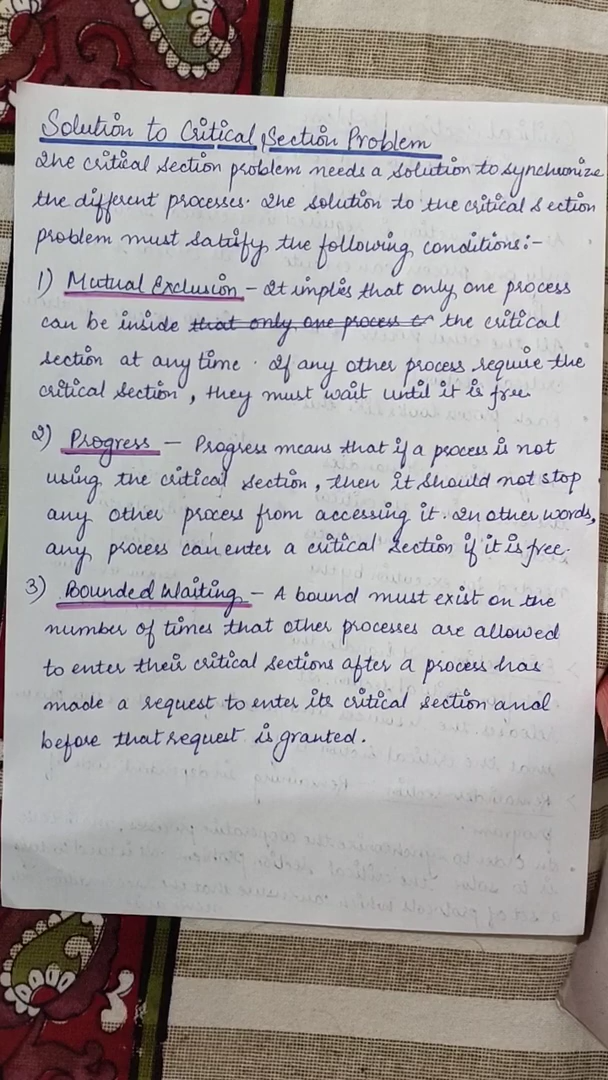 Solution to Critical Section Problem
The critical section problem needs a solution to synchronize
the different processes. The solution to the critical section
problem must satisfy the following conditions:-
1) Mutual Exclusion - It implies that only one process
can be inside that only one process c the critical
section at any time. If any other process require the
critical section, they must wait until it is free.
2) Progress - Progress means that if a process is not
using the critical section, then it should not stop
any other process from accessing it. In other words,
any process can enter a critical section if it is free.
3) Bounded Waiting - A bound must exist on the
number of times that other processes are allowed
to enter their critical sections after a process has
made a request to enter its critical section and
before that request is granted.